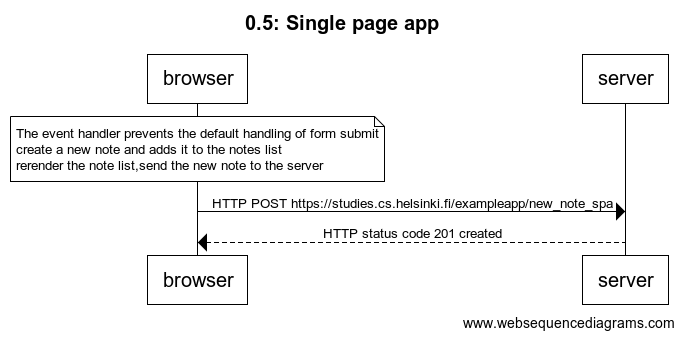 0.5: Single page app
browser
server
The event handler prevents the default handling of form submit
create a new note and adds it to the notes list
rerender the note list,send the new note to the server
HTTP POST https://studies.cs.helsinki.fi/exampleapp/new_note_spa
HTTP status code 201 created
browser
server
www.websequencediagrams.com